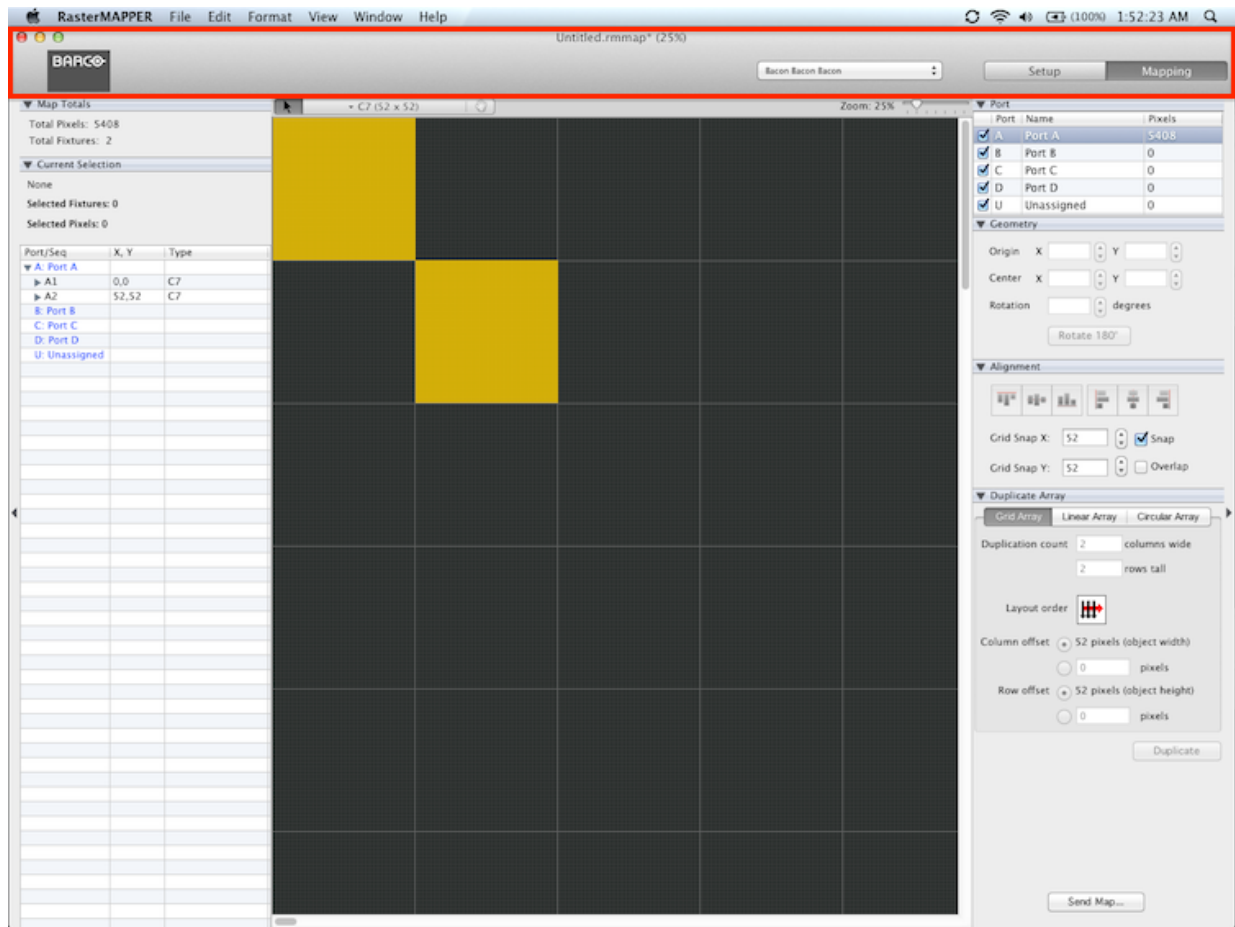 RasterMAPPER File Edit Format View Window Help (100%) 1:52:23 AM
Untitled.rmmap* (25%)
BARCO
Bacon Bacon Bacon Setup Mapping
Map Totals
Total Pixels: 5408
Total Fixtures: 2
Current Selection
None
Selected Fixtures: 0
Selected Pixels: 0
Port/Seq X, Y Type
A: Port A
A1 0,0 C7
A2 52,52 C7
B: Port B
C: Port C
D: Port D
U: Unassigned
C7 (52 x 52) Zoom: 25%
Port
Port Name Pixels
A Port A 5408
B Port B 0
C Port C 0
D Port D 0
U Unassigned 0
Geometry
Origin X Y
Center X Y
Rotation degrees
Rotate 180°
Alignment
Grid Snap X: 52 Snap
Grid Snap Y: 52 Overlap
Duplicate Array
Grid Array Linear Array Circular Array
Duplication count 2 columns wide
2 rows tall
Layout order
Column offset 52 pixels (object width)
0 pixels
Row offset 52 pixels (object height)
0 pixels
Duplicate
Send Map...